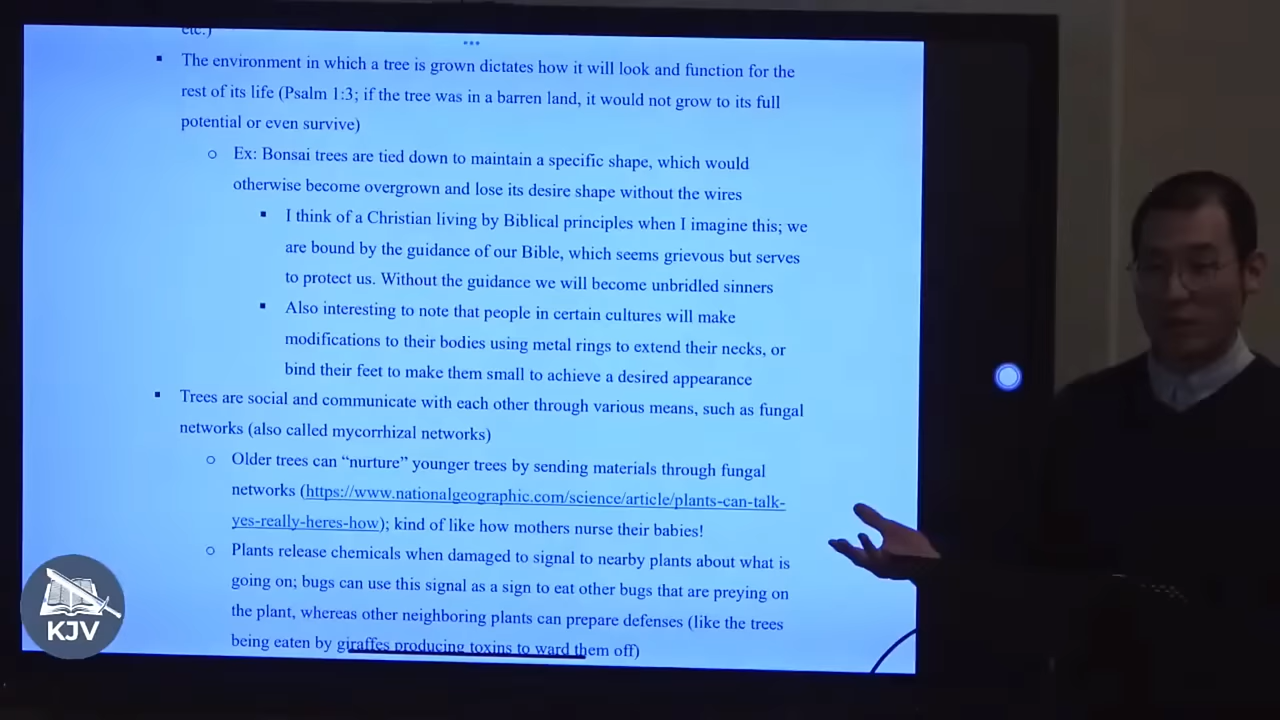 etc.)
▪ The environment in which a tree is grown dictates how it will look and function for the
rest of its life (Psalm 1:3; if the tree was in a barren land, it would not grow to its full
potential or even survive)
o Ex: Bonsai trees are tied down to maintain a specific shape, which would
otherwise become overgrown and lose its desire shape without the wires
▪ I think of a Christian living by Biblical principles when I imagine this; we
are bound by the guidance of our Bible, which seems grievous but serves
to protect us. Without the guidance we will become unbridled sinners
▪ Also interesting to note that people in certain cultures will make
modifications to their bodies using metal rings to extend their necks, or
bind their feet to make them small to achieve a desired appearance
▪ Trees are social and communicate with each other through various means, such as fungal
networks (also called mycorrhizal networks)
o Older trees can “nurture” younger trees by sending materials through fungal
networks (https://www.nationalgeographic.com/science/article/plants-can-talk-
yes-really-heres-how); kind of like how mothers nurse their babies!
o Plants release chemicals when damaged to signal to nearby plants about what is
going on; bugs can use this signal as a sign to eat other bugs that are preying on
the plant, whereas other neighboring plants can prepare defenses (like the trees
being eaten by giraffes producing toxins to ward them off)
KJV